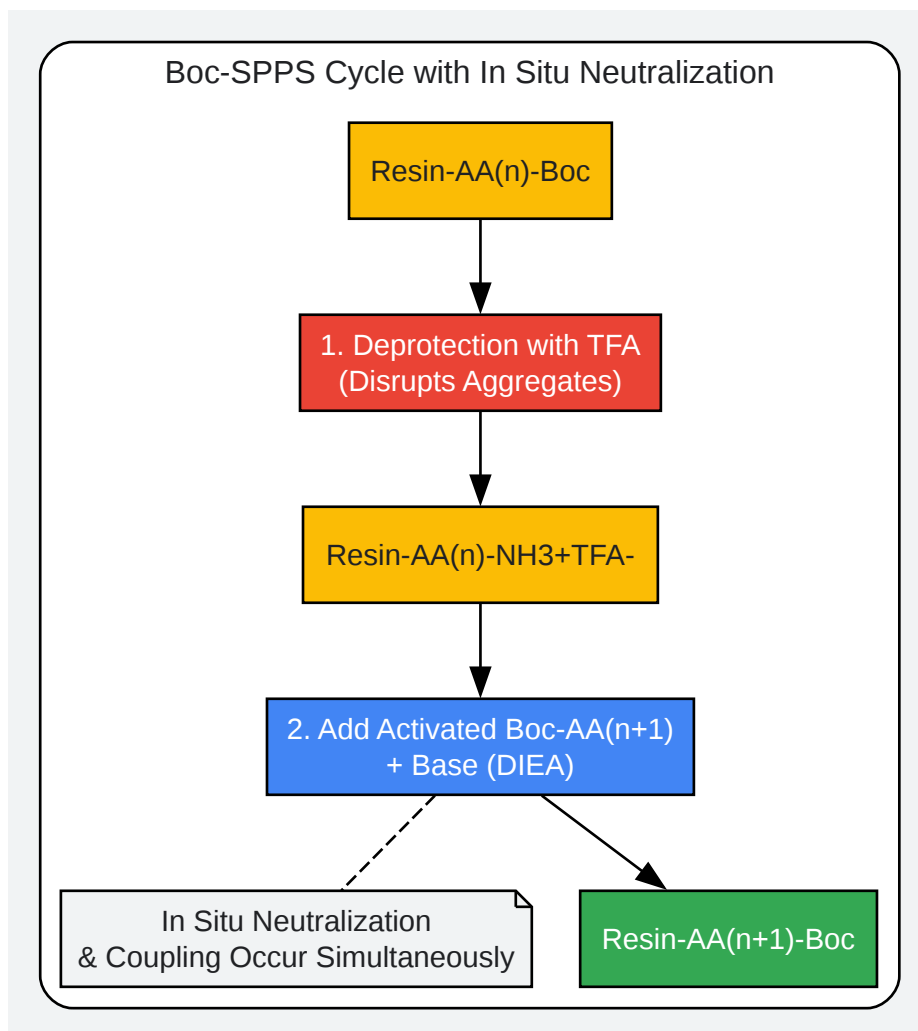 Boc-SPPS Cycle with In Situ Neutralization
Resin-AA(n)-Boc
1. Deprotection with TFA
(Disrupts Aggregates)
Resin-AA(n)-NH3+TFA-
2. Add Activated Boc-AA(n+1)
+ Base (DIEA)
In Situ Neutralization
& Coupling Occur Simultaneously
Resin-AA(n+1)-Boc